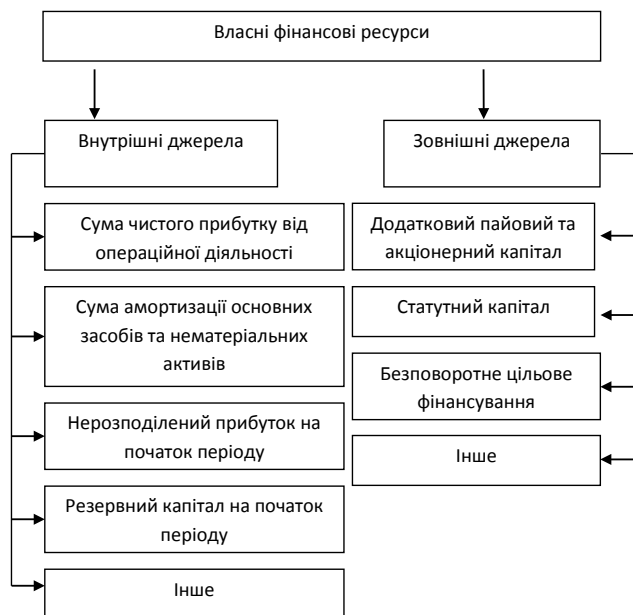 Власні фінансові ресурси
Внутрішні джерела
Сума чистого прибутку від
операційної діяльності
Сума амортизації основних
засобів та нематеріальних
активів
Нерозподілений прибуток на
початок періоду
Резервний капітал на початок
періоду
Інше
Зовнішні джерела
Додатковий пайовий та
акціонерний капітал
Статутний капітал
Безповоротне цільове
фінансування
Інше